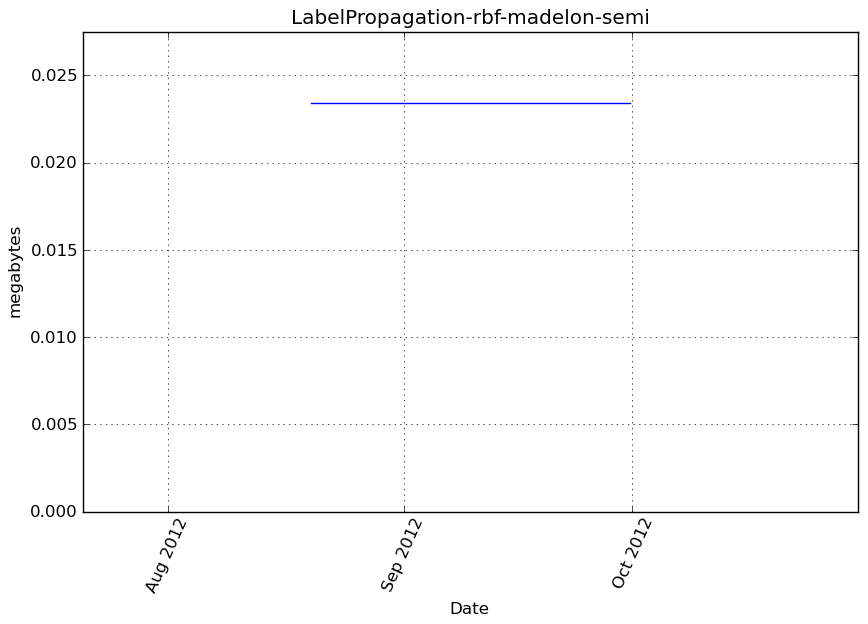 LabelPropagation-rbf-madelon-semi
0.025
0.020
0.015
0.010
0.005
0.000
megabytes
Aug 2012
Sep 2012
Oct 2012
Date